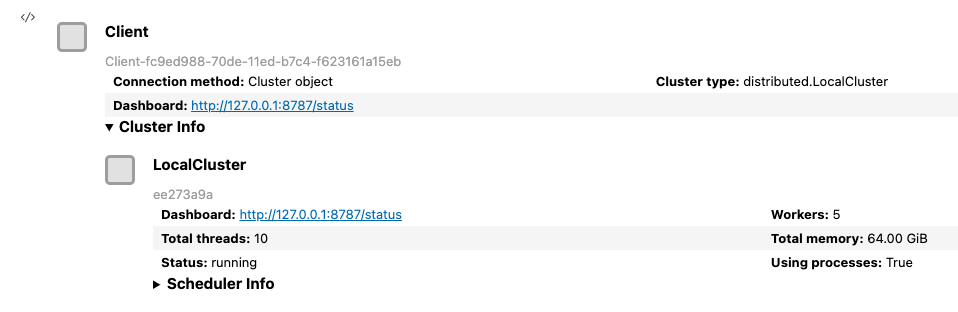 </>
Client
Client-fc9ed988-70de-11ed-b7c4-f623161a15eb
Connection method: Cluster object Cluster type: distributed.LocalCluster
Dashboard: http://127.0.0.1:8787/status
▼ Cluster Info
LocalCluster
ee273a9a
Dashboard: http://127.0.0.1:8787/status Workers: 5
Total threads: 10 Total memory: 64.00 GiB
Status: running Using processes: True
▶ Scheduler Info